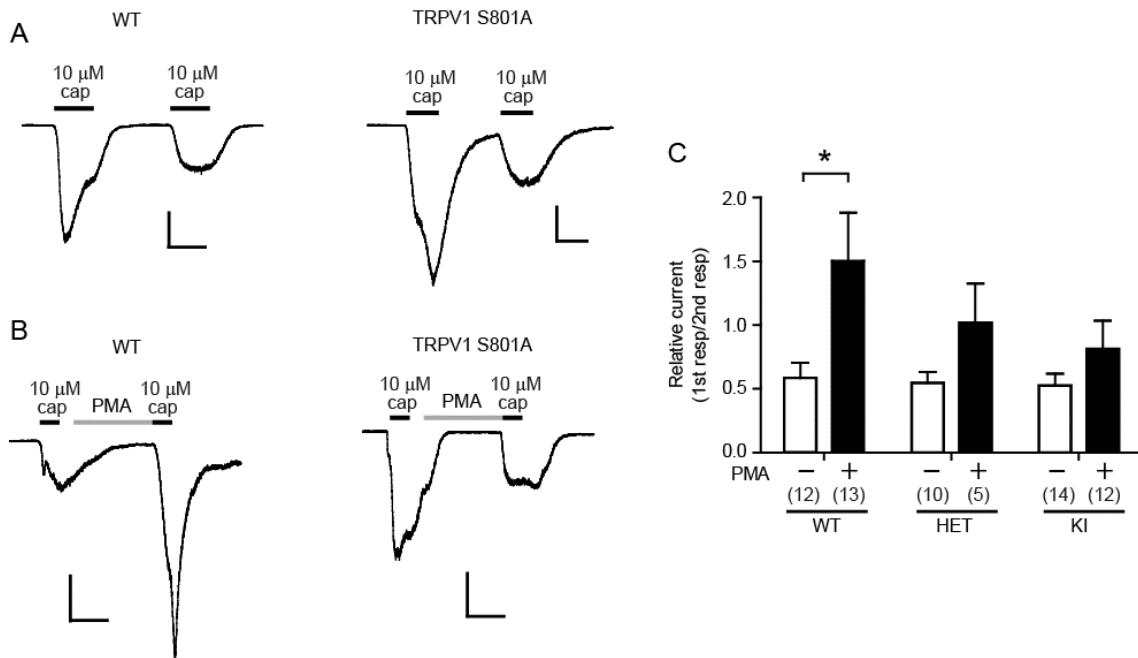 A
WT
TRPV1 S801A
10 μM
cap
10 μM
cap
10 μM
cap
10 μM
cap
B
WT
TRPV1 S801A
10 μM
cap
PMA
10 μM
cap
10 μM
cap
PMA
10 μM
cap
C
*
Relative current
(1st resp/2nd resp)
2.0
1.5
1.0
0.5
0.0
PMA − + − + − +
(12) (13) (10) (5) (14) (12)
WT HET KI